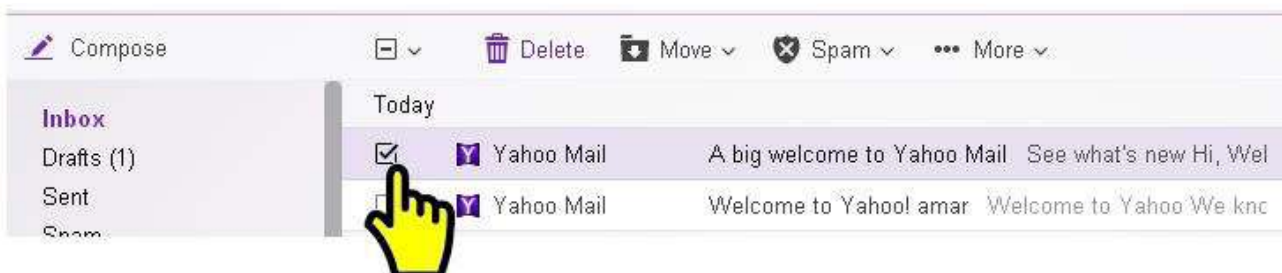 Compose
Delete Move Spam More
Inbox
Drafts (1)
Sent
Spam
Today
Yahoo Mail A big welcome to Yahoo Mail See what's new Hi, Wel
Yahoo Mail Welcome to Yahoo! amar Welcome to Yahoo We knc